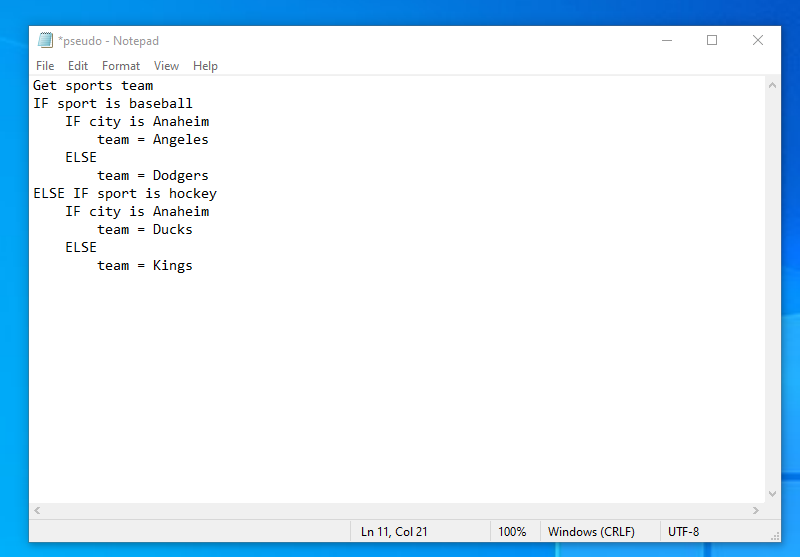 *pseudo - Notepad
File Edit Format View Help
Get sports team
IF sport is baseball
    IF city is Anaheim
        team = Angeles
    ELSE
        team = Dodgers
ELSE IF sport is hockey
    IF city is Anaheim
        team = Ducks
    ELSE
        team = Kings
Ln 11, Col 21 100% Windows (CRLF) UTF-8